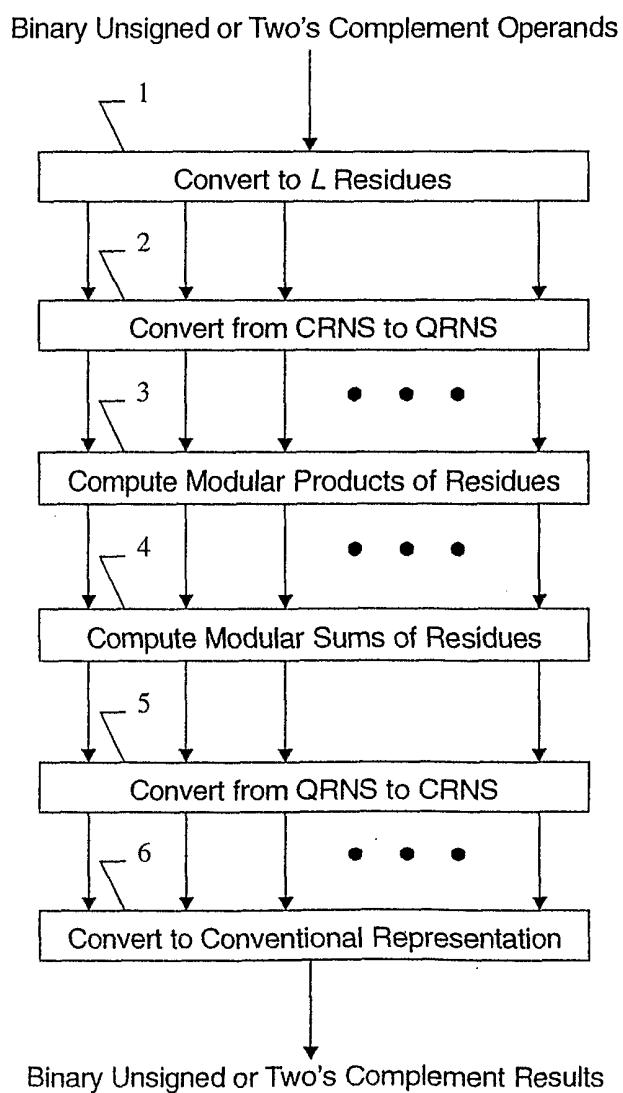 Binary Unsigned or Two's Complement Operands
1
Convert to L Residues
2
Convert from CRNS to QRNS
3
Compute Modular Products of Residues
4
Compute Modular Sums of Residues
5
Convert from QRNS to CRNS
6
Convert to Conventional Representation
Binary Unsigned or Two's Complement Results